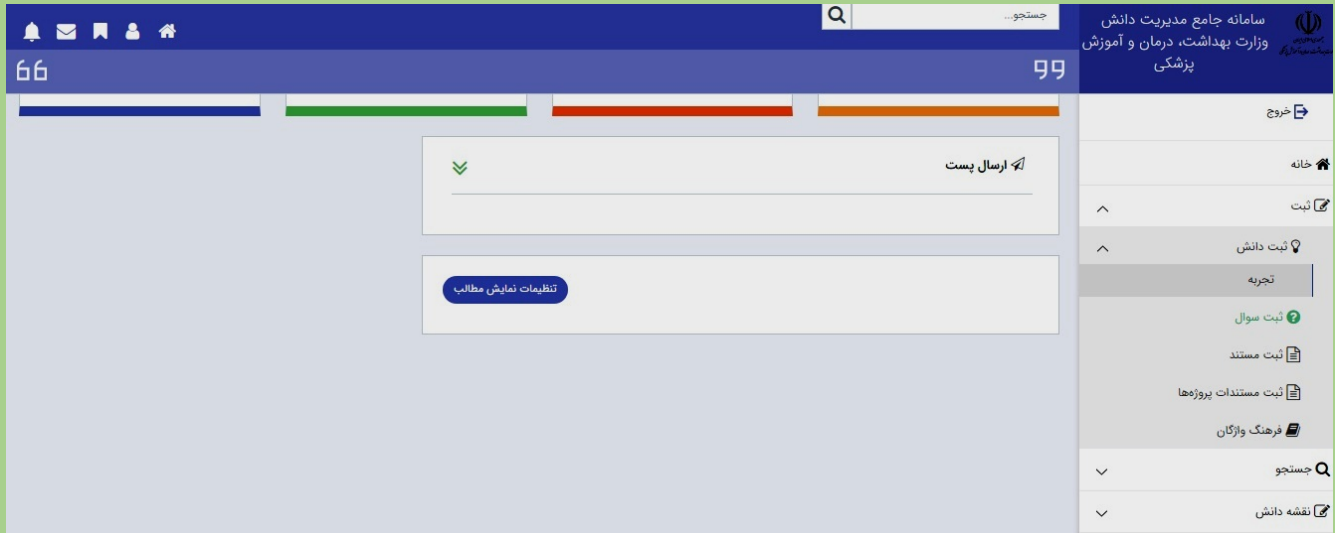 سامانه جامع مدیریت دانش
وزارت بهداشت، درمان و آموزش
پزشکی
جستجو...
خروج
خانه
ثبت
ثبت دانش
تجربه
ثبت سوال
ثبت مستند
ثبت مستندات پروژه‌ها
فرهنگ واژگان
جستجو
نقشه دانش
ارسال پست
تنظیمات نمایش مطالب